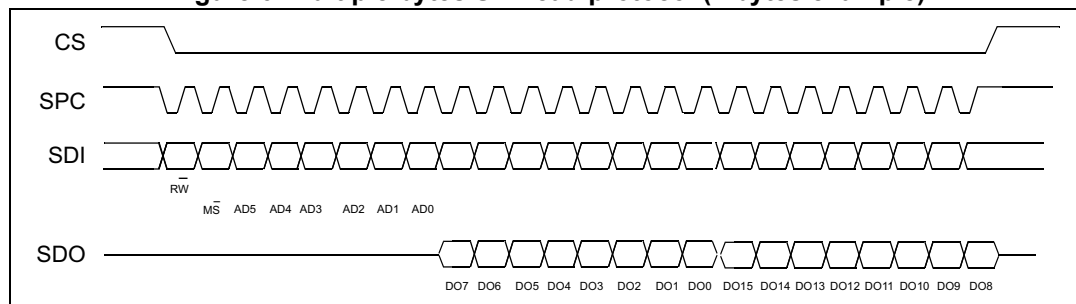 CS
SPC
SDI
RW
MS AD5 AD4 AD3 AD2 AD1 AD0
SDO
DO7 DO6 DO5 DO4 DO3 DO2 DO1 DO0 DO15 DO14 DO13 DO12 DO11 DO10 DO9 DO8